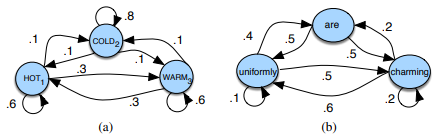 .8
COLD2
.1
.1
.1
.1
HOT1
.3
WARM3
.3
.6
.6
(a)
are
.4
.5
.2
.5
uniformly
.5
charming
.1
.6
.2
(b)